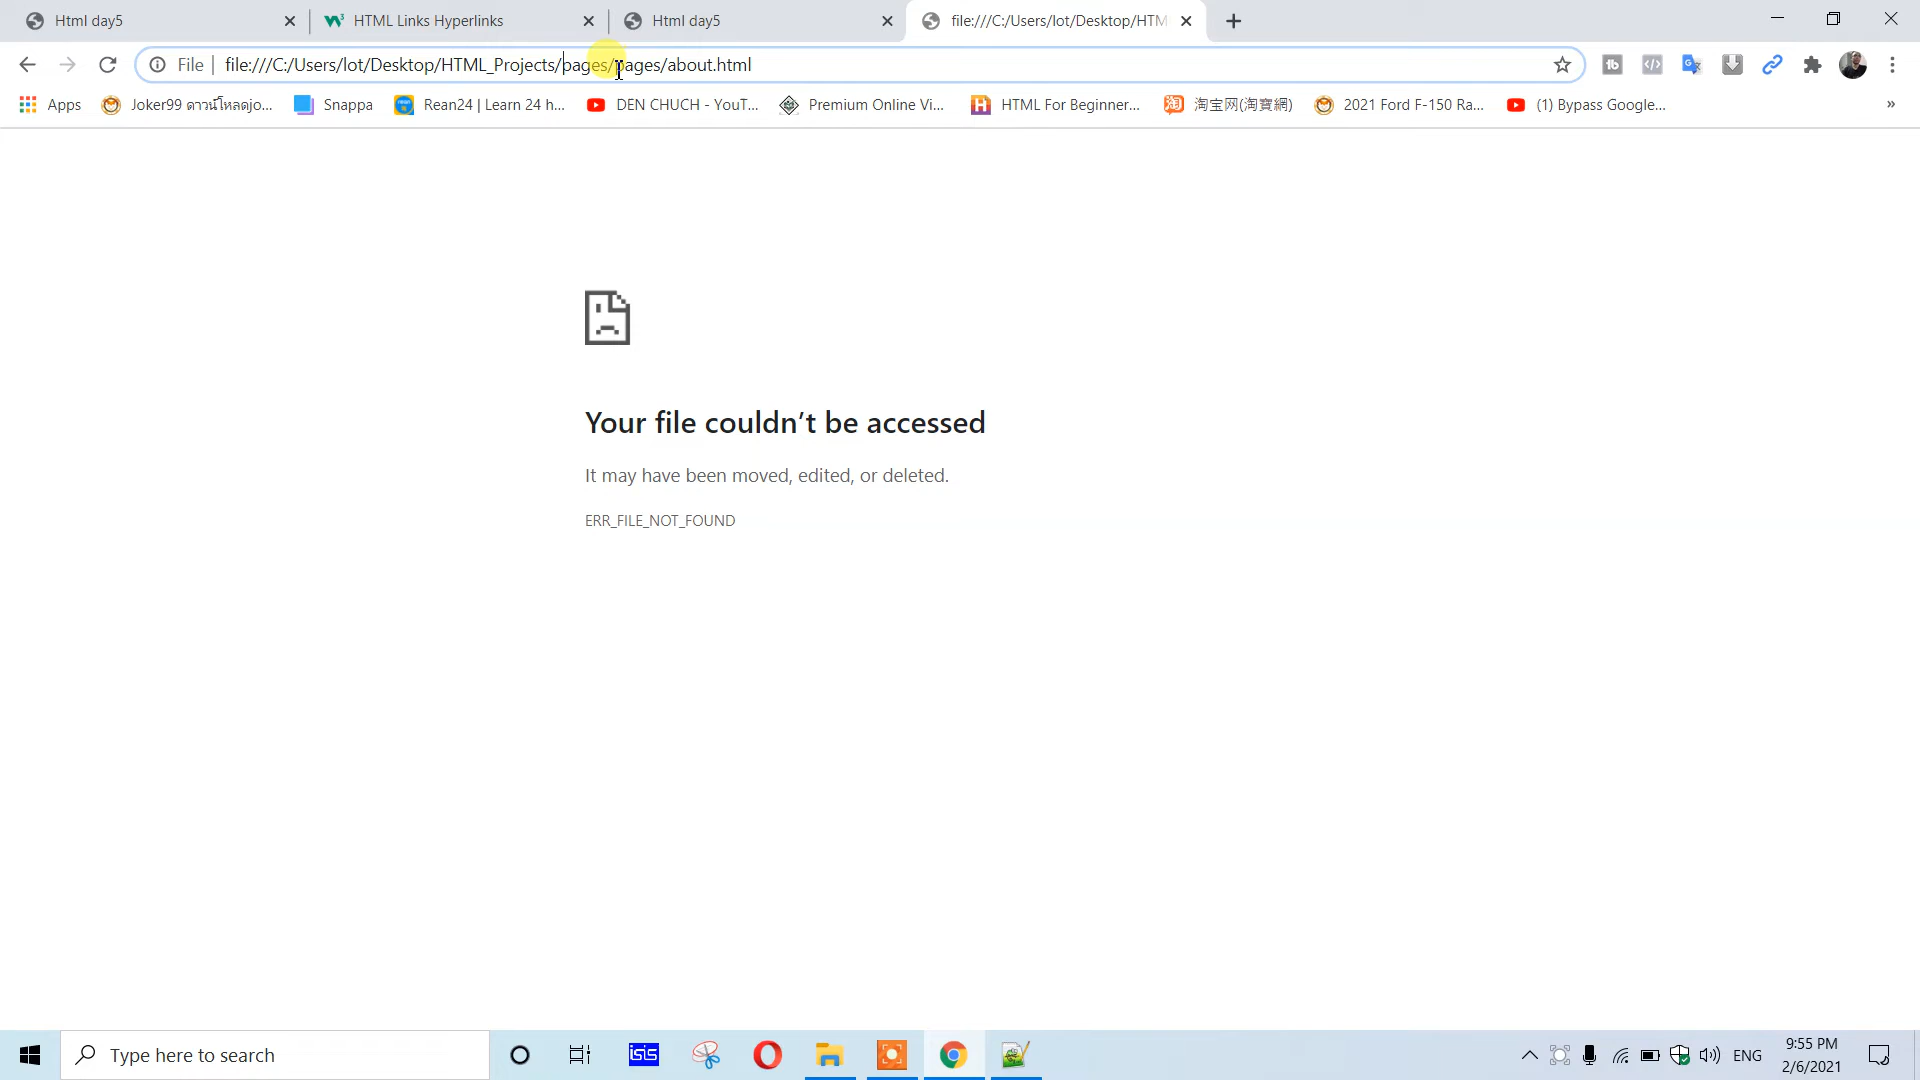 Html day5
HTML Links Hyperlinks
Html day5
file:///C:/Users/lot/Desktop/HTM
File
file:///C:/Users/lot/Desktop/HTML_Projects/pages/pages/about.html
Apps
Joker99 ดาวน์โหลดjo...
Snappa
Rean24 | Learn 24 h...
DEN CHUCH - YouT...
Premium Online Vi...
HTML For Beginner...
淘宝网(淘寶網)
2021 Ford F-150 Ra...
(1) Bypass Google...
»
Your file couldn’t be accessed
It may have been moved, edited, or deleted.
ERR_FILE_NOT_FOUND
Type here to search
isis
ENG
9:55 PM
2/6/2021